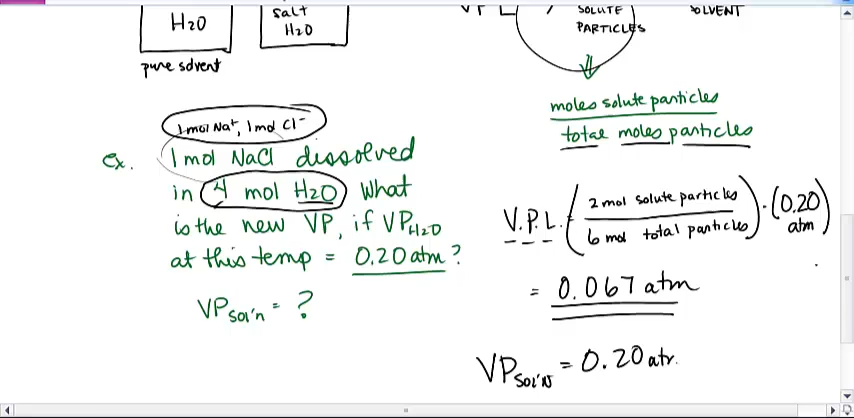 H2O
salt
H2O
pure solvent
SOLUTE
PARTICLES
SOLVENT
moles solute particles
total moles particles
1 mol Na+, 1 mol Cl-
ex. 1 mol NaCl dissolved
in 4 mol H2O What
is the new VP, if VPH2O
at this temp = 0.20 atm?
VPsol'n = ?
V.P.L. = (2 mol solute particles / 6 mol total particles) · (0.20 atm)
= 0.067 atm
VPSOL'N = 0.20 atm